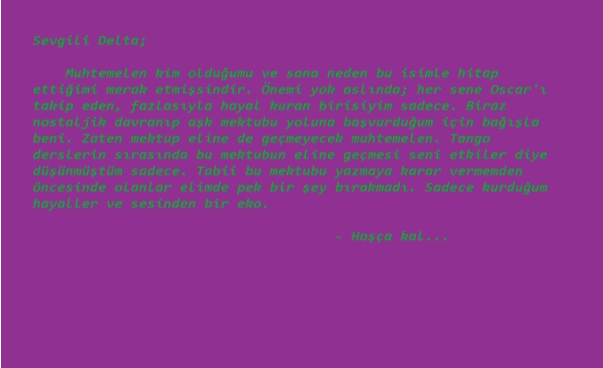 Sevgili Delta;
Muhtemelen kim olduğumu ve sana neden bu isimle hitap
ettiğimi merak etmişsindir. Önemi yok aslında; her sene Oscar'ı
takip eden, fazlasıyla hayal kuran birisiyim sadece. Biraz
nostaljik davranıp aşk mektubu yoluna başvurduğum için bağışla
beni. Zaten mektup eline de geçmeyecek muhtemelen. Tango
derslerin sırasında bu mektubun eline geçmesi seni etkiler diye
düşünmüştüm sadece. Tabii bu mektubu yazmaya karar vermemden
öncesinde olanlar elimde pek bir şey bırakmadı. Sadece kurduğum
hayaller ve sesinden bir eko.
- Hoşça kal...